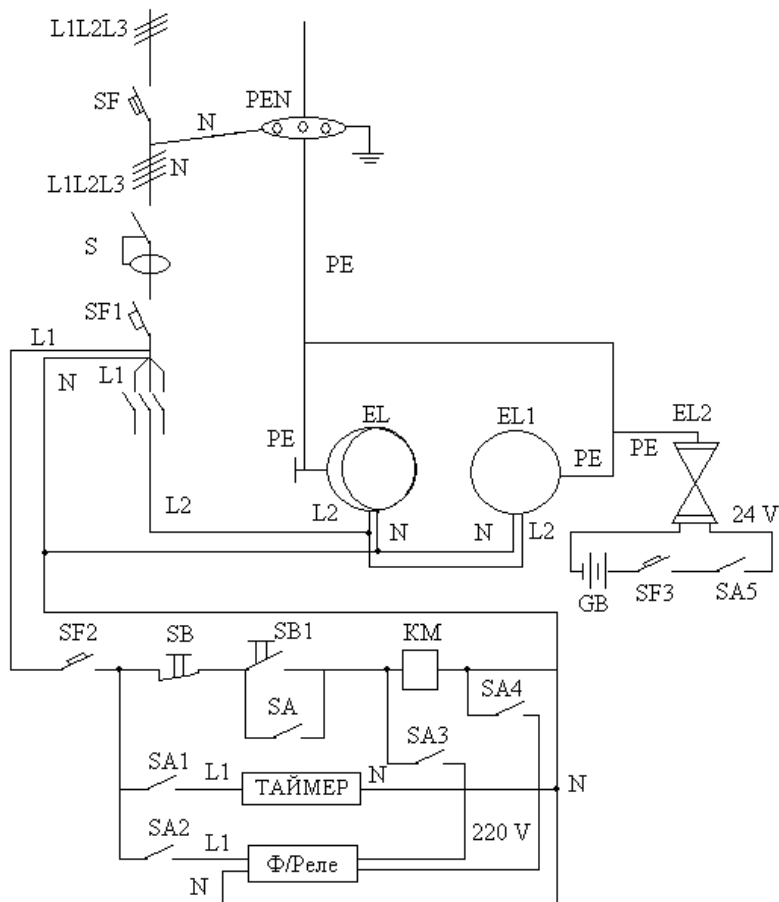 L1L2L3
SF
PEN
N
L1L2L3
N
S
PE
SF1
L1
N
L1
EL
EL1
EL2
PE
PE
PE
L2
L2
N
N
L2
24 V
GB
SF3
SA5
SF2
SB
SB1
КМ
SA
SA4
SA3
SA1
L1
ТАЙМЕР
N
N
SA2
L1
220 V
Ф/Реле
N